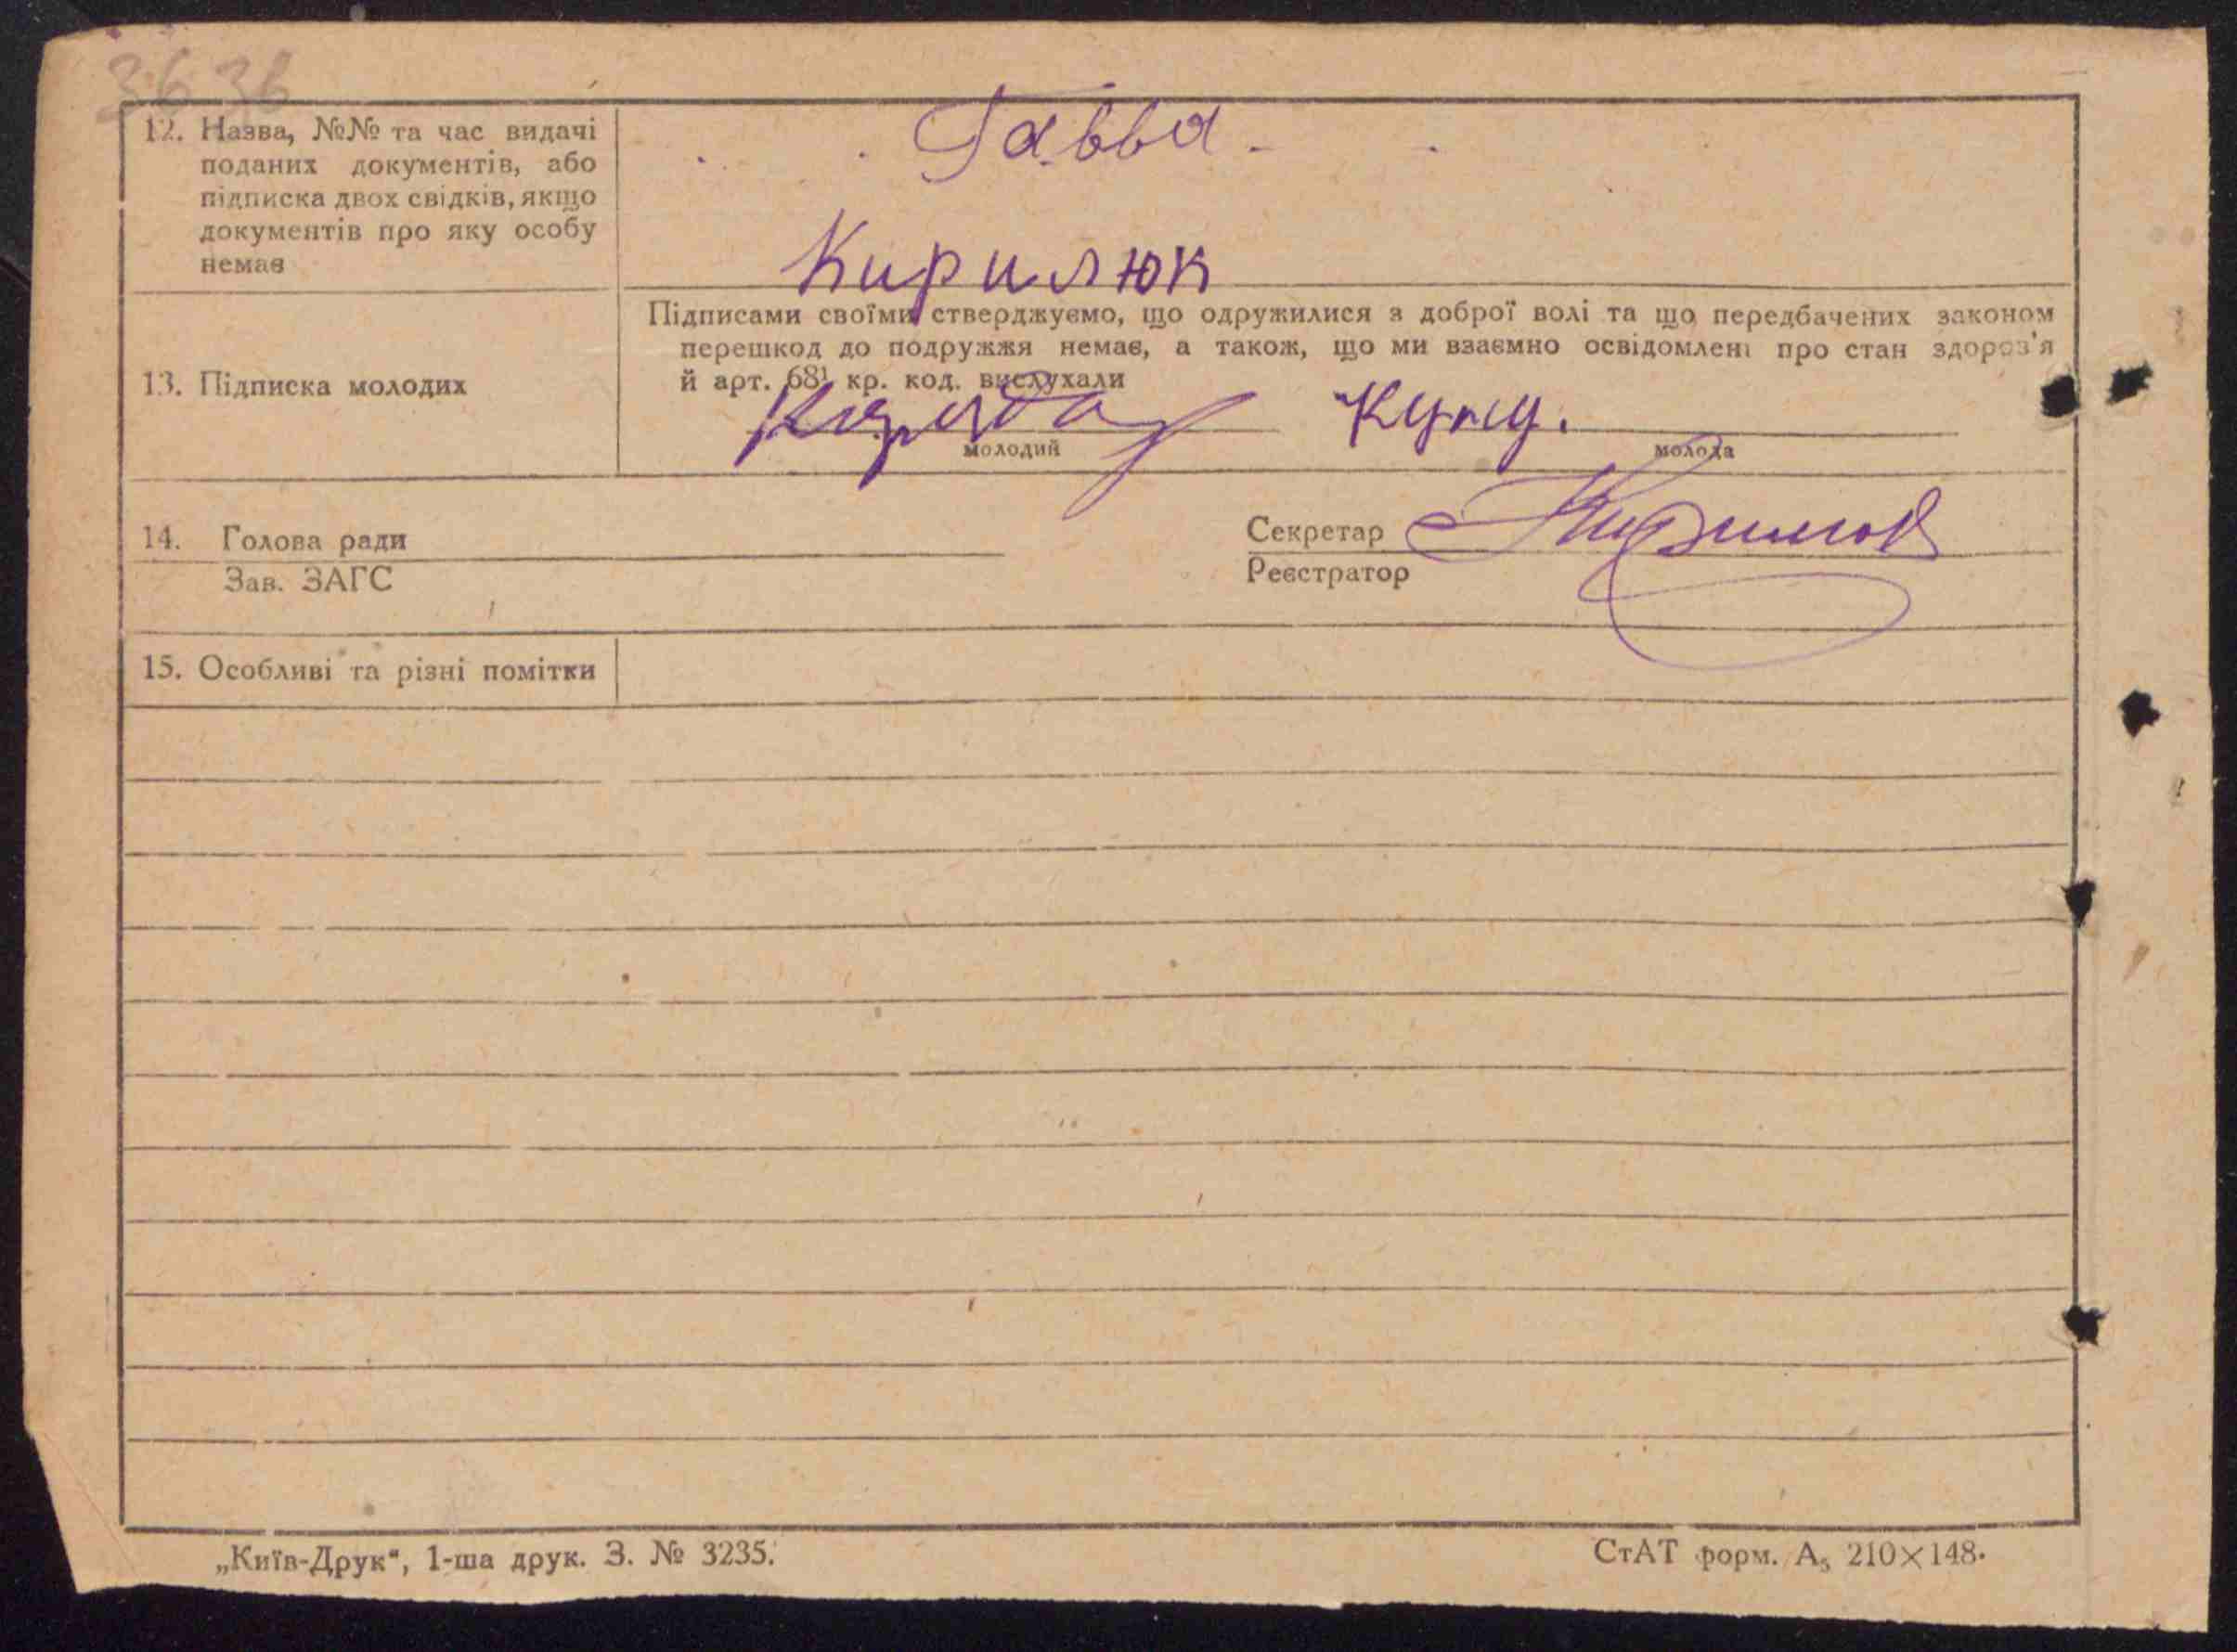 3636
12. Назва, №№ та час видачі
поданих документів, або
підписка двох свідків, якщо
документів про яку особу
немає
Гавва
Кирилюк
13. Підписка молодих
Підписами своїми стверджуємо, що одружилися з доброї волі та що передбачених законом
перешкод до подружжя немає, а також, що ми взаємно освідомлені про стан здоров'я
й арт. 68¹ кр. код. вислухали
молодий
молода
14. Голова ради
Зав. ЗАГС
Секретар
Реєстратор
15. Особливі та різні помітки
„Київ-Друк“, 1-ша друк. З. № 3235.
СтАТ форм. А₅ 210×148.